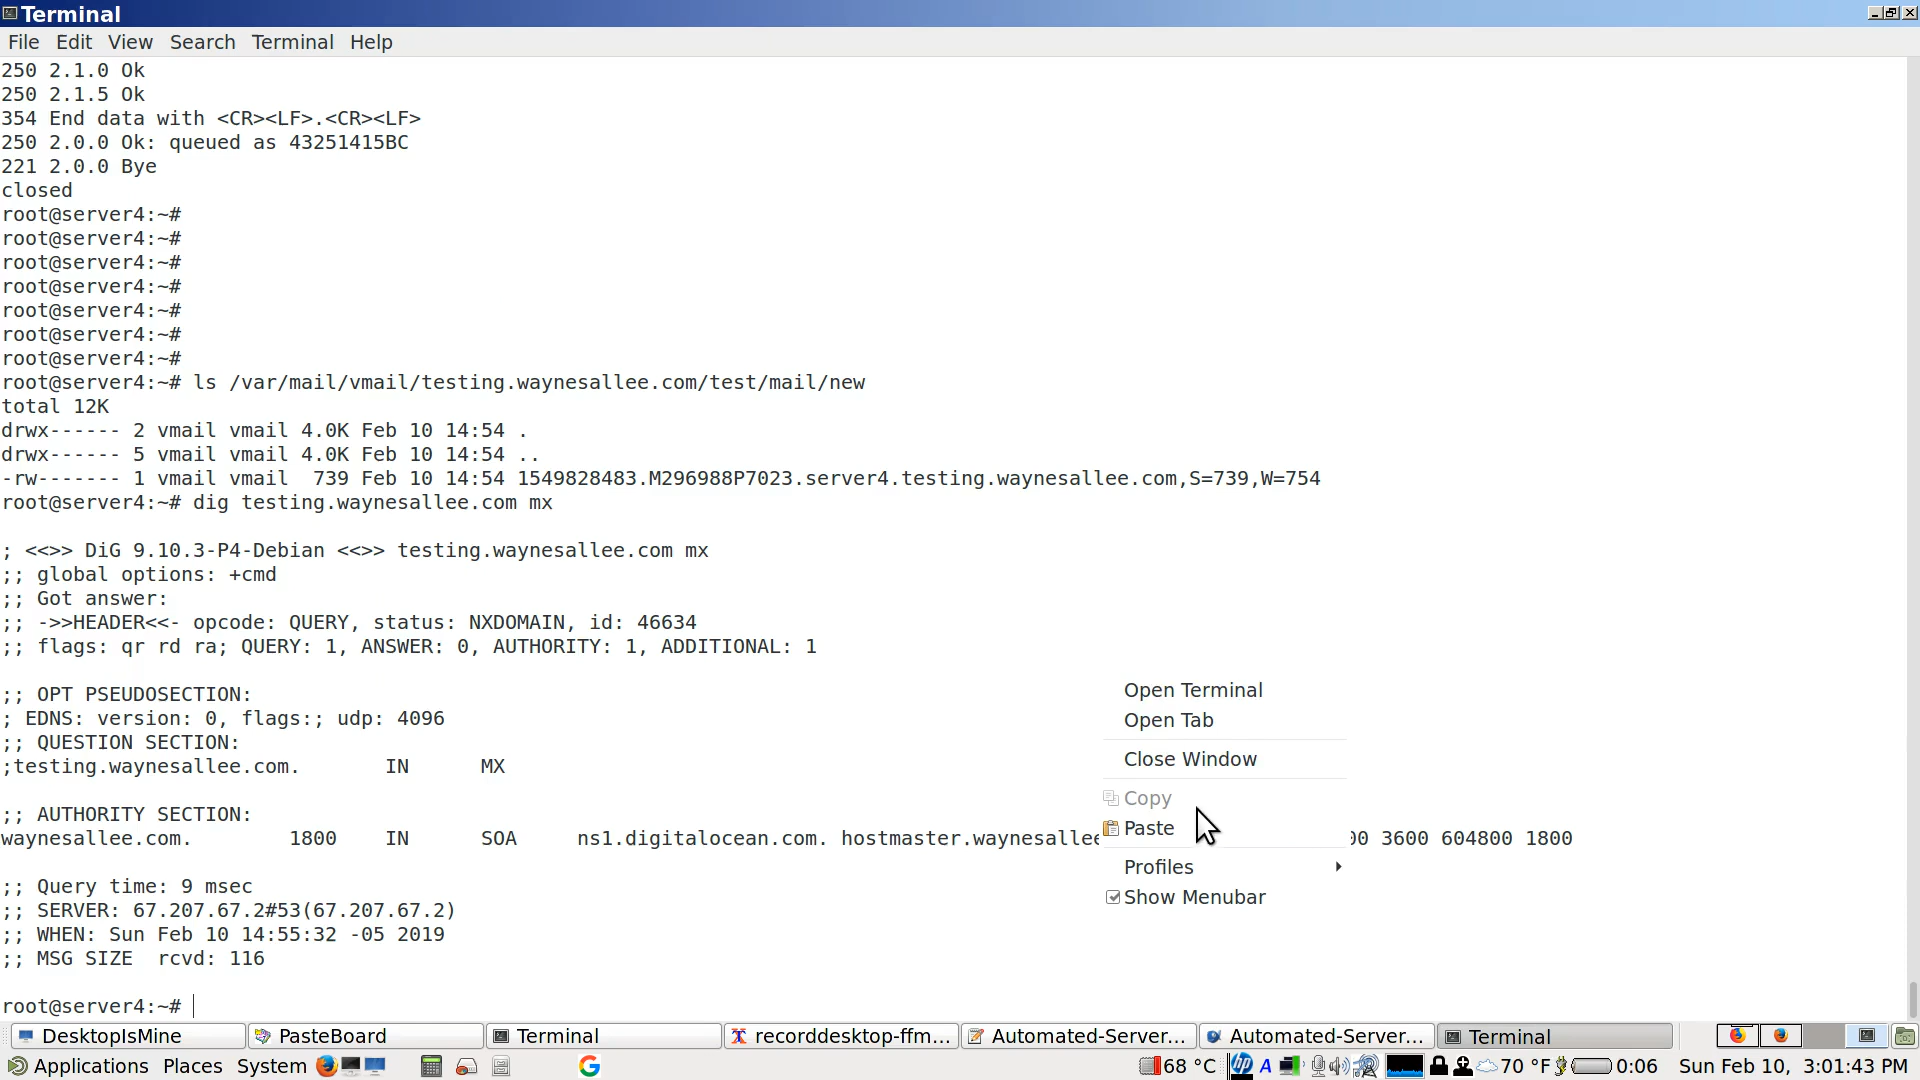 Terminal
File Edit View Search Terminal Help
250 2.1.0 Ok
250 2.1.5 Ok
354 End data with <CR><LF>.<CR><LF>
250 2.0.0 Ok: queued as 43251415BC
221 2.0.0 Bye
closed
root@server4:~#
root@server4:~#
root@server4:~#
root@server4:~#
root@server4:~#
root@server4:~#
root@server4:~#
root@server4:~# ls /var/mail/vmail/testing.waynesallee.com/test/mail/new
total 12K
drwx------ 2 vmail vmail 4.0K Feb 10 14:54 .
drwx------ 5 vmail vmail 4.0K Feb 10 14:54 ..
-rw------- 1 vmail vmail  739 Feb 10 14:54 1549828483.M296988P7023.server4.testing.waynesallee.com,S=739,W=754
root@server4:~# dig testing.waynesallee.com mx
; <<>> DiG 9.10.3-P4-Debian <<>> testing.waynesallee.com mx
;; global options: +cmd
;; Got answer:
;; ->>HEADER<<- opcode: QUERY, status: NXDOMAIN, id: 46634
;; flags: qr rd ra; QUERY: 1, ANSWER: 0, AUTHORITY: 1, ADDITIONAL: 1
;; OPT PSEUDOSECTION:
; EDNS: version: 0, flags:; udp: 4096
;; QUESTION SECTION:
;testing.waynesallee.com. IN MX
;; AUTHORITY SECTION:
waynesallee.com. 1800 IN SOA ns1.digitalocean.com. hostmaster.waynesallee 00 3600 604800 1800
;; Query time: 9 msec
;; SERVER: 67.207.67.2#53(67.207.67.2)
;; WHEN: Sun Feb 10 14:55:32 -05 2019
;; MSG SIZE  rcvd: 116
root@server4:~#
Open Terminal
Open Tab
Close Window
Copy
Paste
Profiles
Show Menubar
DesktopIsMine PasteBoard Terminal recorddesktop-ffm... Automated-Server... Automated-Server... Terminal
Applications Places System 68 °C hp A 70 °F 0:06 Sun Feb 10, 3:01:43 PM